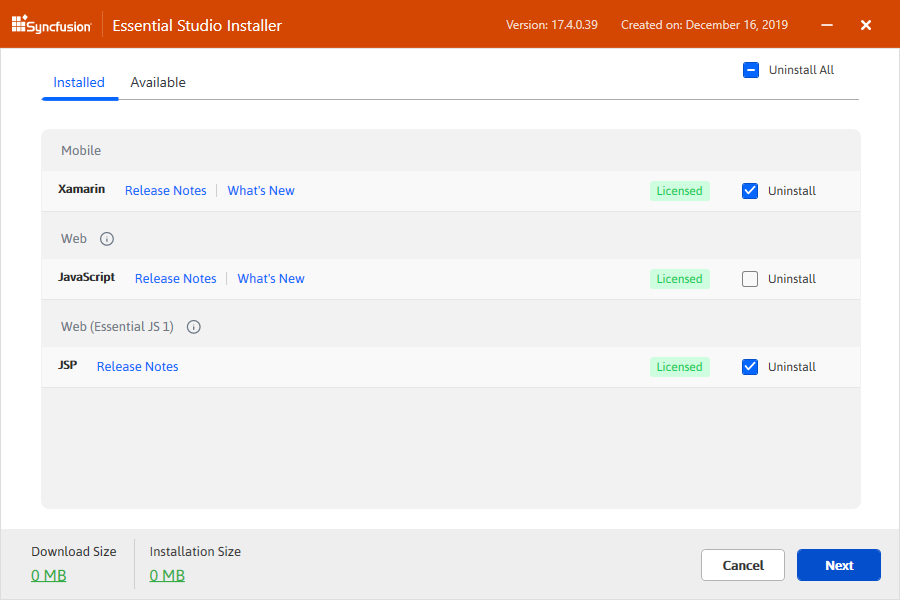 Syncfusion Essential Studio Installer Version: 17.4.0.39 Created on: December 16, 2019
Uninstall All
Installed Available
Mobile
Xamarin Release Notes What's New Licensed Uninstall
Web
JavaScript Release Notes What's New Licensed Uninstall
Web (Essential JS 1)
JSP Release Notes Licensed Uninstall
Download Size Installation Size
0 MB 0 MB
Cancel Next